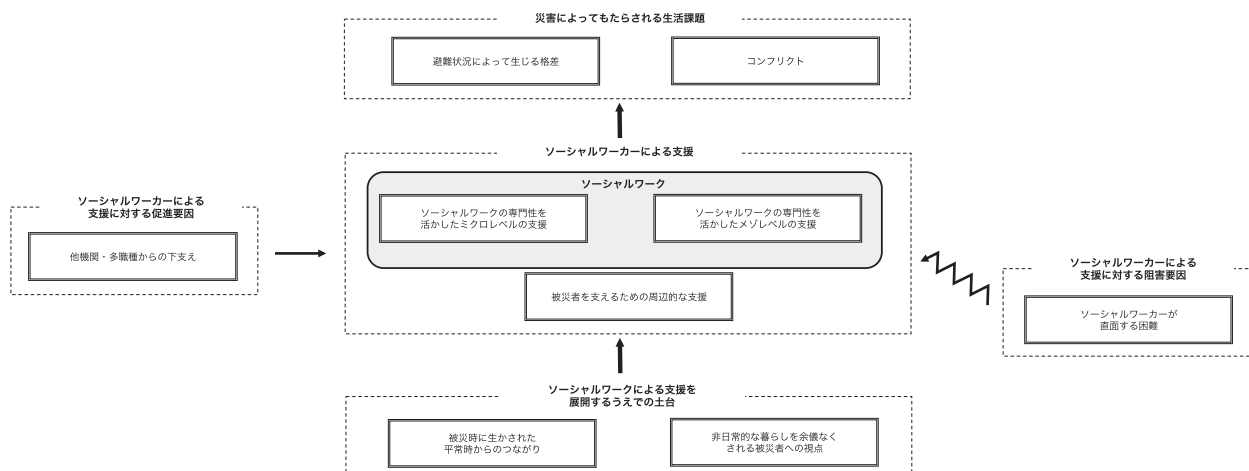 災害によってもたらされる生活課題
避難状況によって生じる格差
コンフリクト
ソーシャルワーカーによる支援
ソーシャルワーク
ソーシャルワークの専門性を
活かしたミクロレベルの支援
ソーシャルワークの専門性を
活かしたメゾレベルの支援
被災者を支えるための周辺的な支援
ソーシャルワーカーによる
支援に対する促進要因
他機関・多職種からの下支え
ソーシャルワーカーによる
支援に対する阻害要因
ソーシャルワーカーが
直面する困難
ソーシャルワークによる支援を
展開するうえでの土台
被災時に生かされた
平常時からのつながり
非日常的な暮らしを余儀なく
される被災者への視点